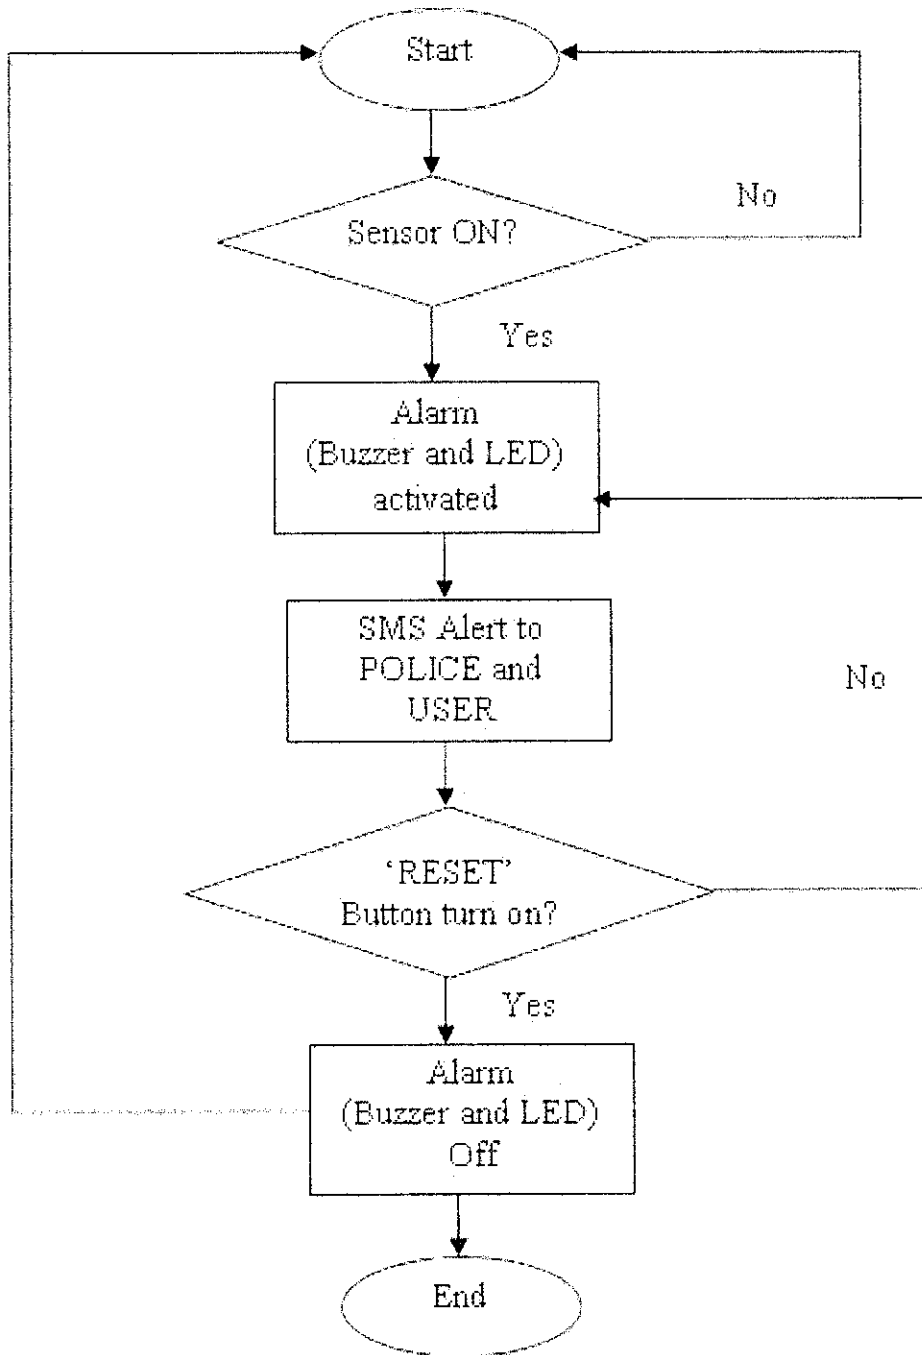 Start
No
Sensor ON?
Yes
Alarm
(Buzzer and LED)
activated
SMS Alert to
POLICE and
USER
No
‘RESET’
Button turn on?
Yes
Alarm
(Buzzer and LED)
Off
End